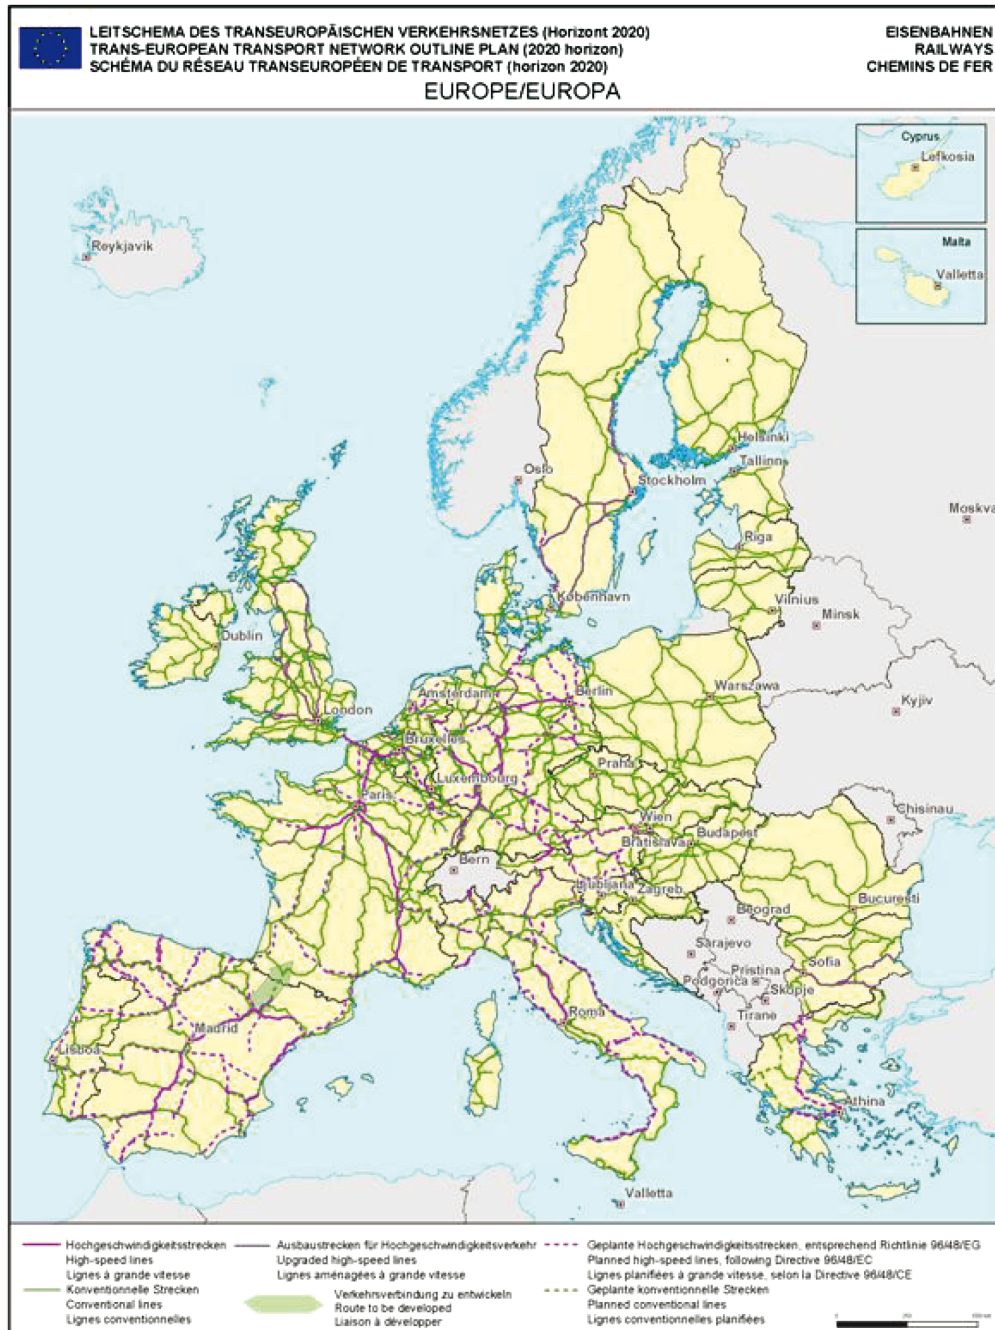 LEITSCHEMA DES TRANSEUROPÄISCHEN VERKEHRSNETZES (Horizont 2020)
TRANS-EUROPEAN TRANSPORT NETWORK OUTLINE PLAN (2020 horizon)
SCHÉMA DU RÉSEAU TRANSEUROPÉEN DE TRANSPORT (horizon 2020)
EISENBAHNEN
RAILWAYS
CHEMINS DE FER
EUROPE/EUROPA
Cyprus
Lefkosia
Malta
Valletta
Reykjavik
Helsinki
Tallinn
Oslo
Stockholm
Moskva
Riga
København
Vilnius
Minsk
Dublin
Amsterdam
Berlin
Warszawa
London
Kyjiv
Bruxelles
Praha
Luxembourg
Paris
Chisinau
Wien
Budapest
Bratislava
Bern
Ljubljana
Zagreb
Bucuresti
Beograd
Sarajevo
Sofia
Pristina
Podgorica
Skopje
Roma
Tirane
Madrid
Lisboa
Athina
Valletta
Hochgeschwindigkeitsstrecken
High-speed lines
Lignes à grande vitesse
Konventionelle Strecken
Conventional lines
Lignes conventionnelles
Ausbaustrecken für Hochgeschwindigkeitsverkehr
Upgraded high-speed lines
Lignes aménagées à grande vitesse
Verkehrsverbindung zu entwickeln
Route to be developed
Liaison à développer
Geplante Hochgeschwindigkeitsstrecken, entsprechend Richtlinie 96/48/EG
Planned high-speed lines, following Directive 96/48/EC
Lignes planifiées à grande vitesse, selon la Directive 96/48/CE
Geplante konventionelle Strecken
Planned conventional lines
Lignes conventionnelles planifiées